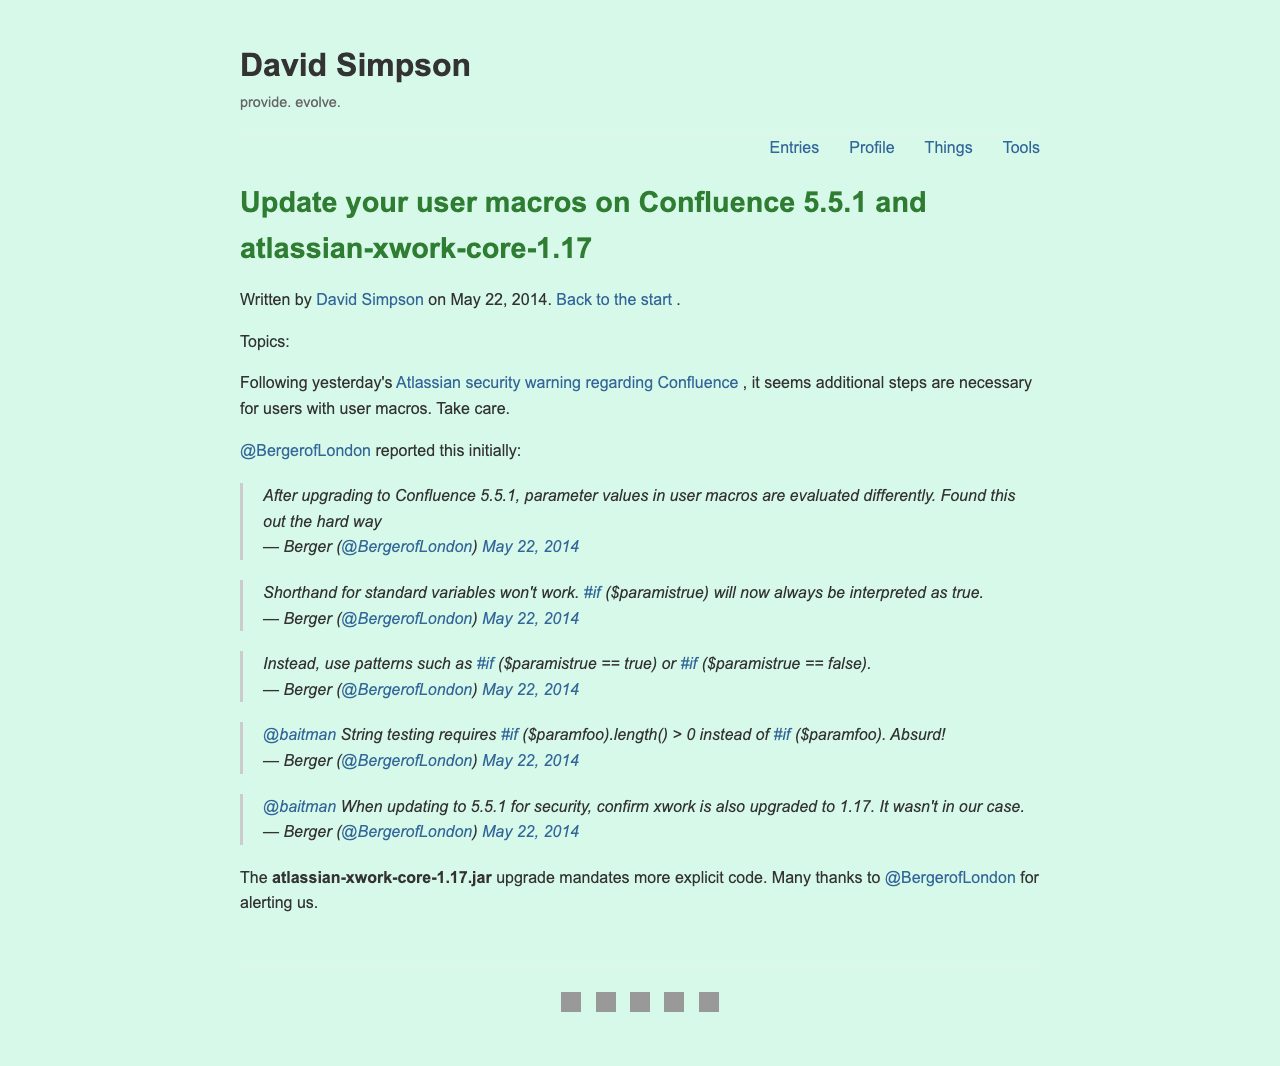 David Simpson
provide. evolve.
Entries Profile Things Tools
Update your user macros on Confluence 5.5.1 and
atlassian-xwork-core-1.17
Written by David Simpson on May 22, 2014. Back to the start .
Topics:
Following yesterday's Atlassian security warning regarding Confluence , it seems additional steps are necessary
for users with user macros. Take care.
@BergerofLondon reported this initially:
After upgrading to Confluence 5.5.1, parameter values in user macros are evaluated differently. Found this
out the hard way
— Berger (@BergerofLondon) May 22, 2014
Shorthand for standard variables won't work. #if ($paramistrue) will now always be interpreted as true.
— Berger (@BergerofLondon) May 22, 2014
Instead, use patterns such as #if ($paramistrue == true) or #if ($paramistrue == false).
— Berger (@BergerofLondon) May 22, 2014
@baitman String testing requires #if ($paramfoo).length() > 0 instead of #if ($paramfoo). Absurd!
— Berger (@BergerofLondon) May 22, 2014
@baitman When updating to 5.5.1 for security, confirm xwork is also upgraded to 1.17. It wasn't in our case.
— Berger (@BergerofLondon) May 22, 2014
The atlassian-xwork-core-1.17.jar upgrade mandates more explicit code. Many thanks to @BergerofLondon for
alerting us.